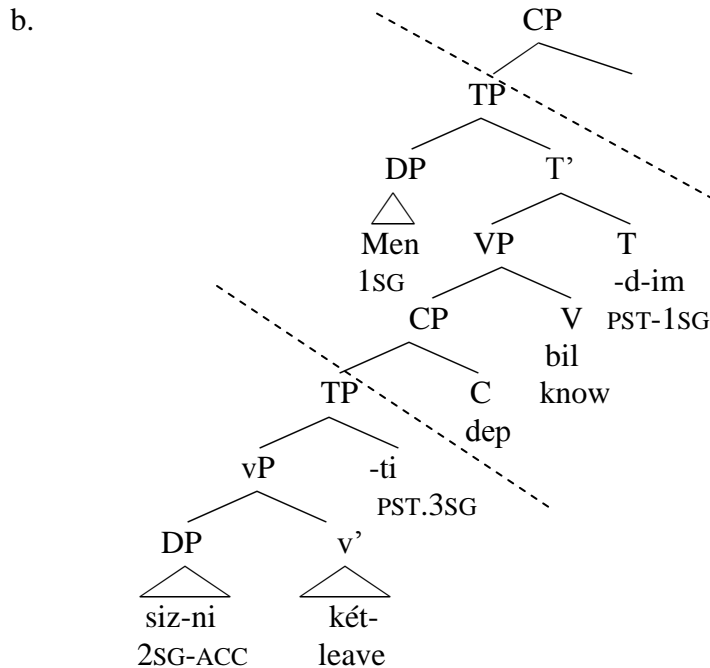 b.
CP
TP
DP T’
Men VP T
1SG -d-im
CP V PST-1SG
bil
TP C know
dep
vP -ti
PST.3SG
DP v’
siz-ni két-
2SG-ACC leave